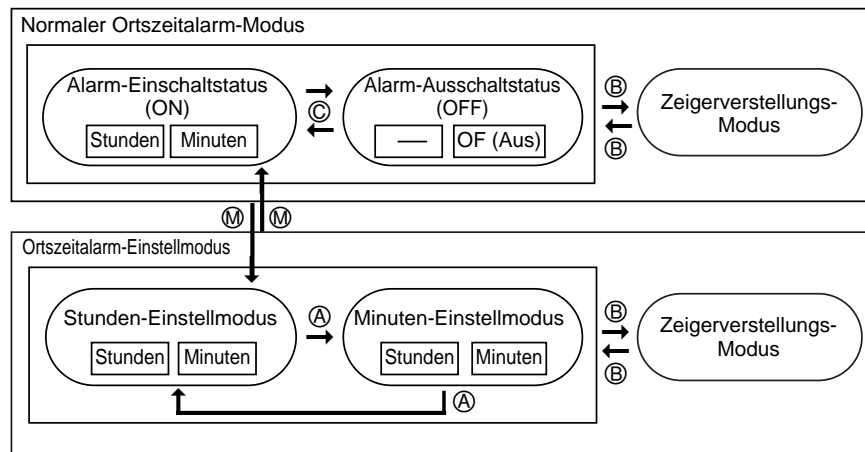 Normaler Ortszeitalarm-Modus
Alarm-Einschaltstatus
(ON)
Stunden Minuten
Ⓒ
Alarm-Ausschaltstatus
(OFF)
— OF (Aus)
Ⓑ
Ⓑ
Zeigerverstellungs-
Modus
Ⓜ Ⓜ
Ortszeitalarm-Einstellmodus
Stunden-Einstellmodus
Stunden Minuten
Ⓐ
Minuten-Einstellmodus
Stunden Minuten
Ⓐ
Ⓑ
Ⓑ
Zeigerverstellungs-
Modus